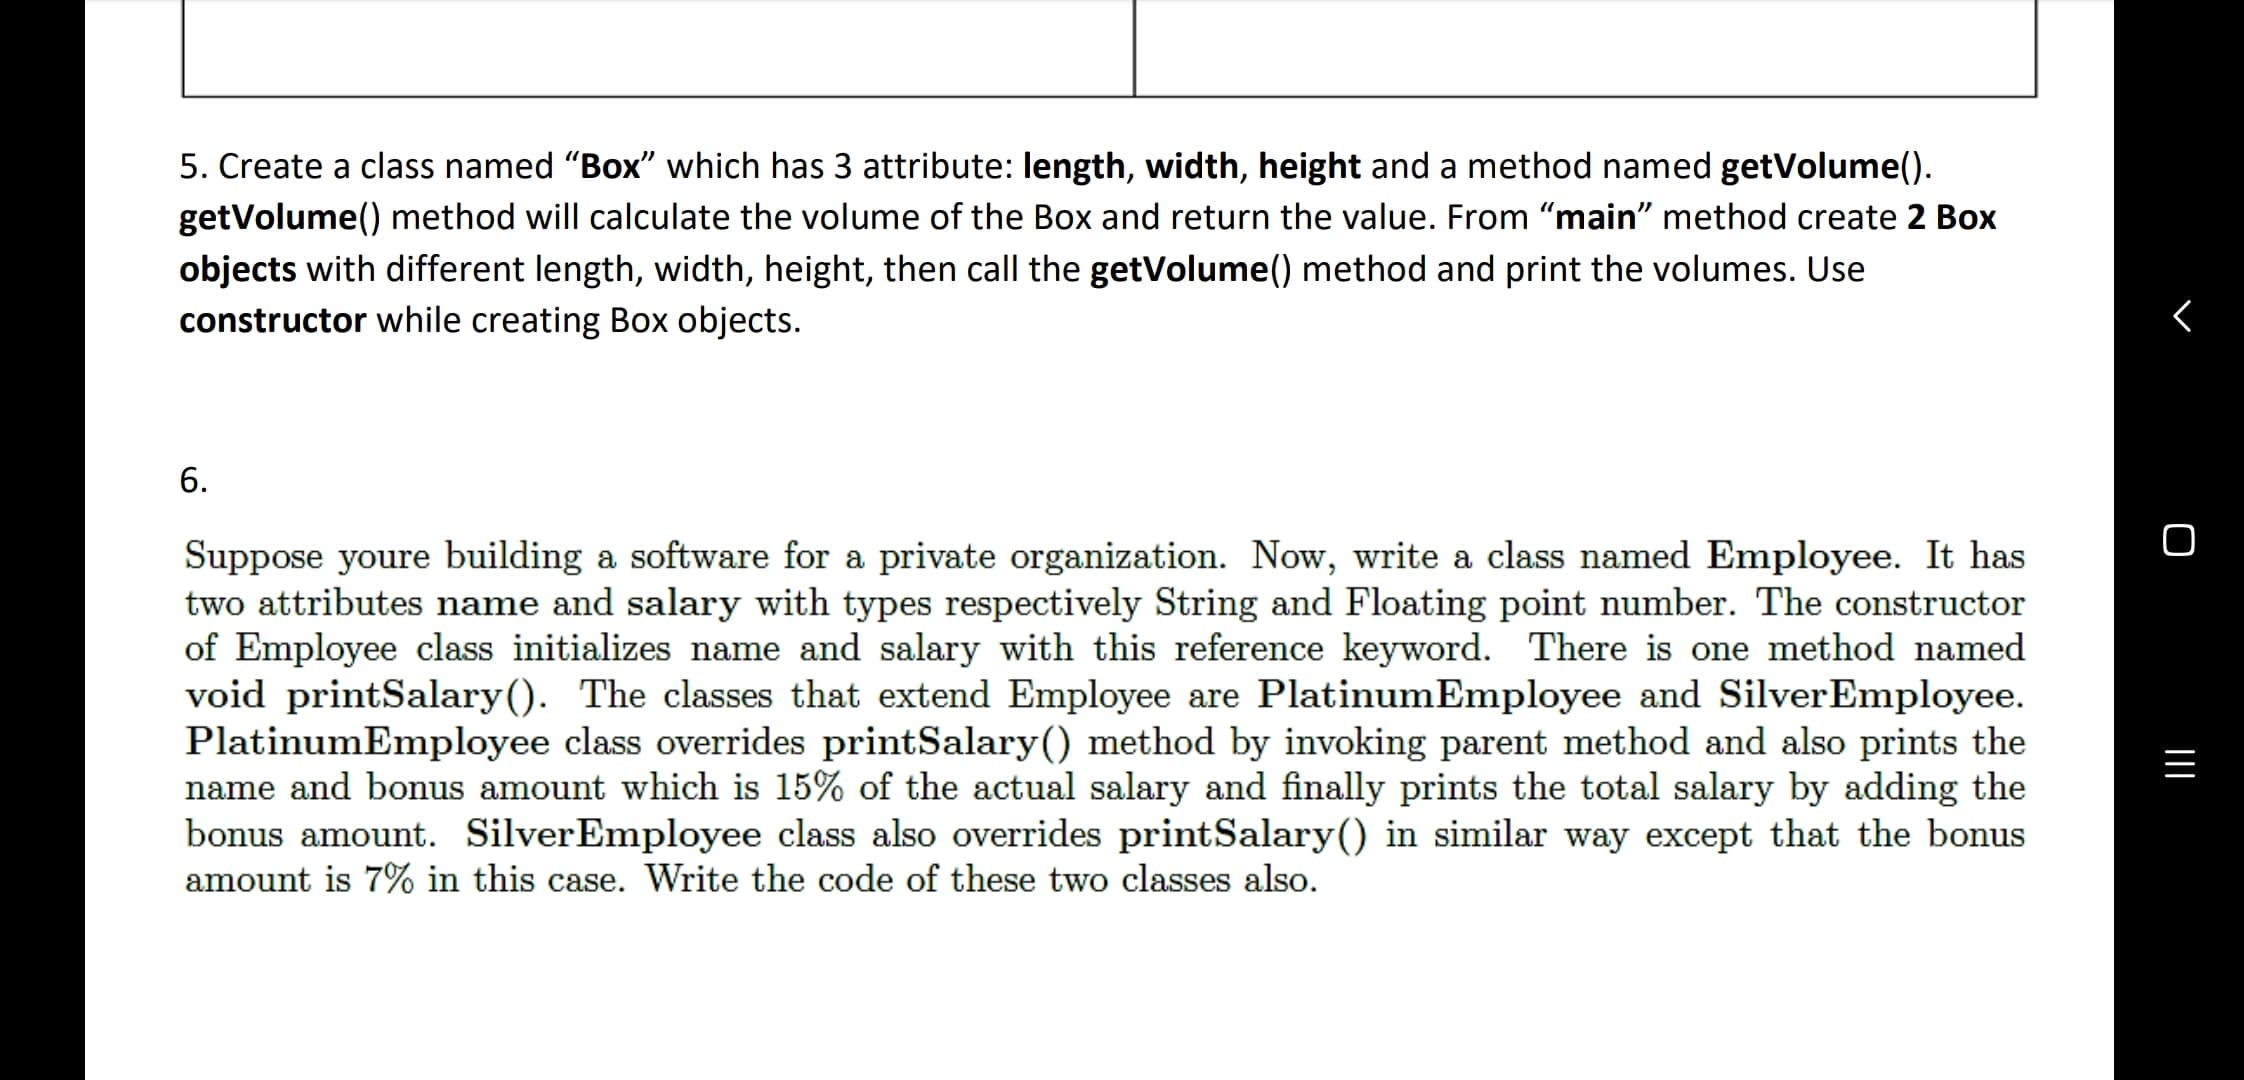 5. Create a class named “Box” which has 3 attribute: length, width, height and a method named getVolume().
getVolume() method will calculate the volume of the Box and return the value. From “main” method create 2 Box
objects with different length, width, height, then call the getVolume() method and print the volumes. Use
constructor while creating Box objects.
6.
Suppose youre building a software for a private organization. Now, write a class named Employee. It has
two attributes name and salary with types respectively String and Floating point number. The constructor
of Employee class initializes name and salary with this reference keyword. There is one method named
void printSalary(). The classes that extend Employee are PlatinumEmployee and SilverEmployee.
PlatinumEmployee class overrides printSalary() method by invoking parent method and also prints the
name and bonus amount which is 15% of the actual salary and finally prints the total salary by adding the
bonus amount. SilverEmployee class also overrides printSalary() in similar way except that the bonus
amount is 7% in this case. Write the code of these two classes also.